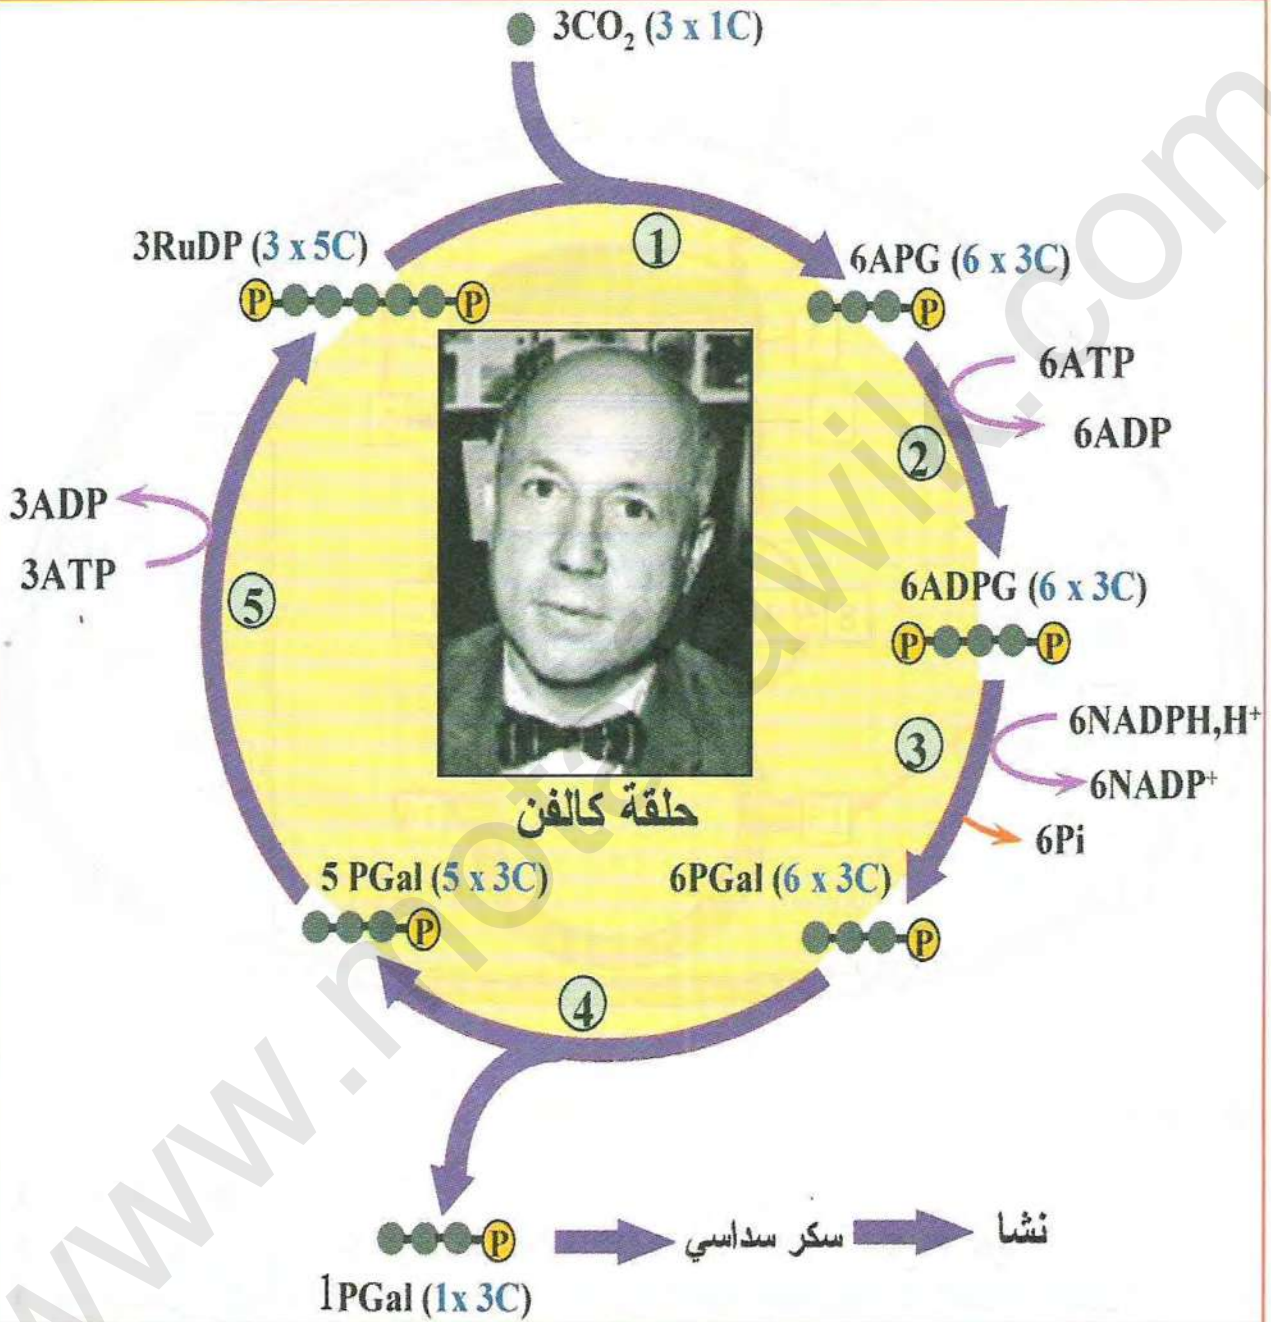 3CO₂ (3 x 1C)
1
3RuDP (3 x 5C)
6APG (6 x 3C)
P P
P
6ATP
6ADP
2
3ADP
3ATP
5
6ADPG (6 x 3C)
P P
6NADPH,H⁺
3
6NADP⁺
6Pi
حلقة كالفن
5 PGal (5 x 3C)
6PGal (6 x 3C)
P
P
4
P
سكر سداسي
نشا
1PGal (1x 3C)